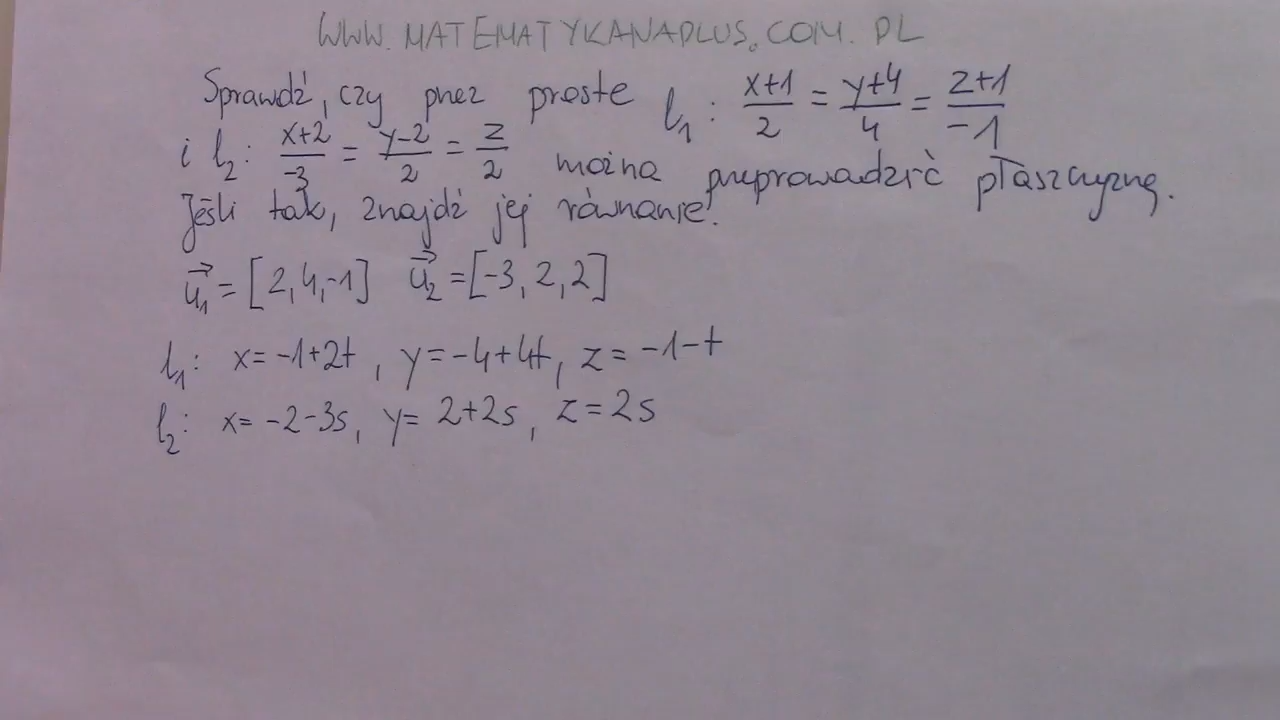 WWW.MATEMATYKANAPLUS.COM.PL
Sprawdź, czy przez proste l₁: (x+1)/2 = (y+4)/4 = (z+1)/-1
i l₂: (x+2)/-3 = (y-2)/2 = z/2 można przeprowadzić płaszczyznę.
Jeśli tak, znajdź jej równanie.
u₁→ = [2,4,-1] u₂→ = [-3,2,2]
l₁: x=-1+2t, y=-4+4t, z=-1-t
l₂: x=-2-3s, y=2+2s, z=2s